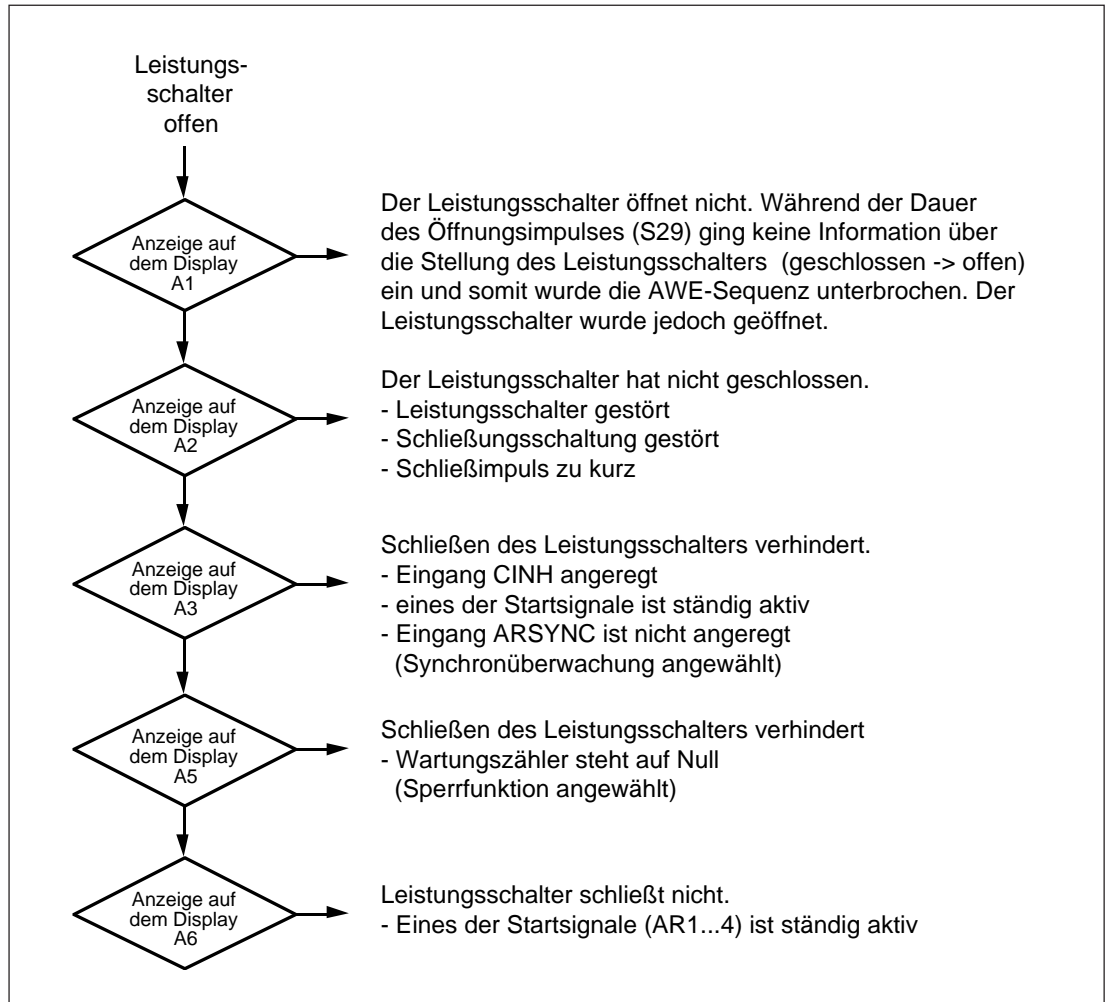 Leistungs-
schalter
offen
Anzeige auf
dem Display
A1
Der Leistungsschalter öffnet nicht. Während der Dauer
des Öffnungsimpulses (S29) ging keine Information über
die Stellung des Leistungsschalters (geschlossen -> offen)
ein und somit wurde die AWE-Sequenz unterbrochen. Der
Leistungsschalter wurde jedoch geöffnet.
Anzeige auf
dem Display
A2
Der Leistungsschalter hat nicht geschlossen.
- Leistungsschalter gestört
- Schließungsschaltung gestört
- Schließimpuls zu kurz
Anzeige auf
dem Display
A3
Schließen des Leistungsschalters verhindert.
- Eingang CINH angeregt
- eines der Startsignale ist ständig aktiv
- Eingang ARSYNC ist nicht angeregt
(Synchronüberwachung angewählt)
Anzeige auf
dem Display
A5
Schließen des Leistungsschalters verhindert
- Wartungszähler steht auf Null
(Sperrfunktion angewählt)
Anzeige auf
dem Display
A6
Leistungsschalter schließt nicht.
- Eines der Startsignale (AR1...4) ist ständig aktiv